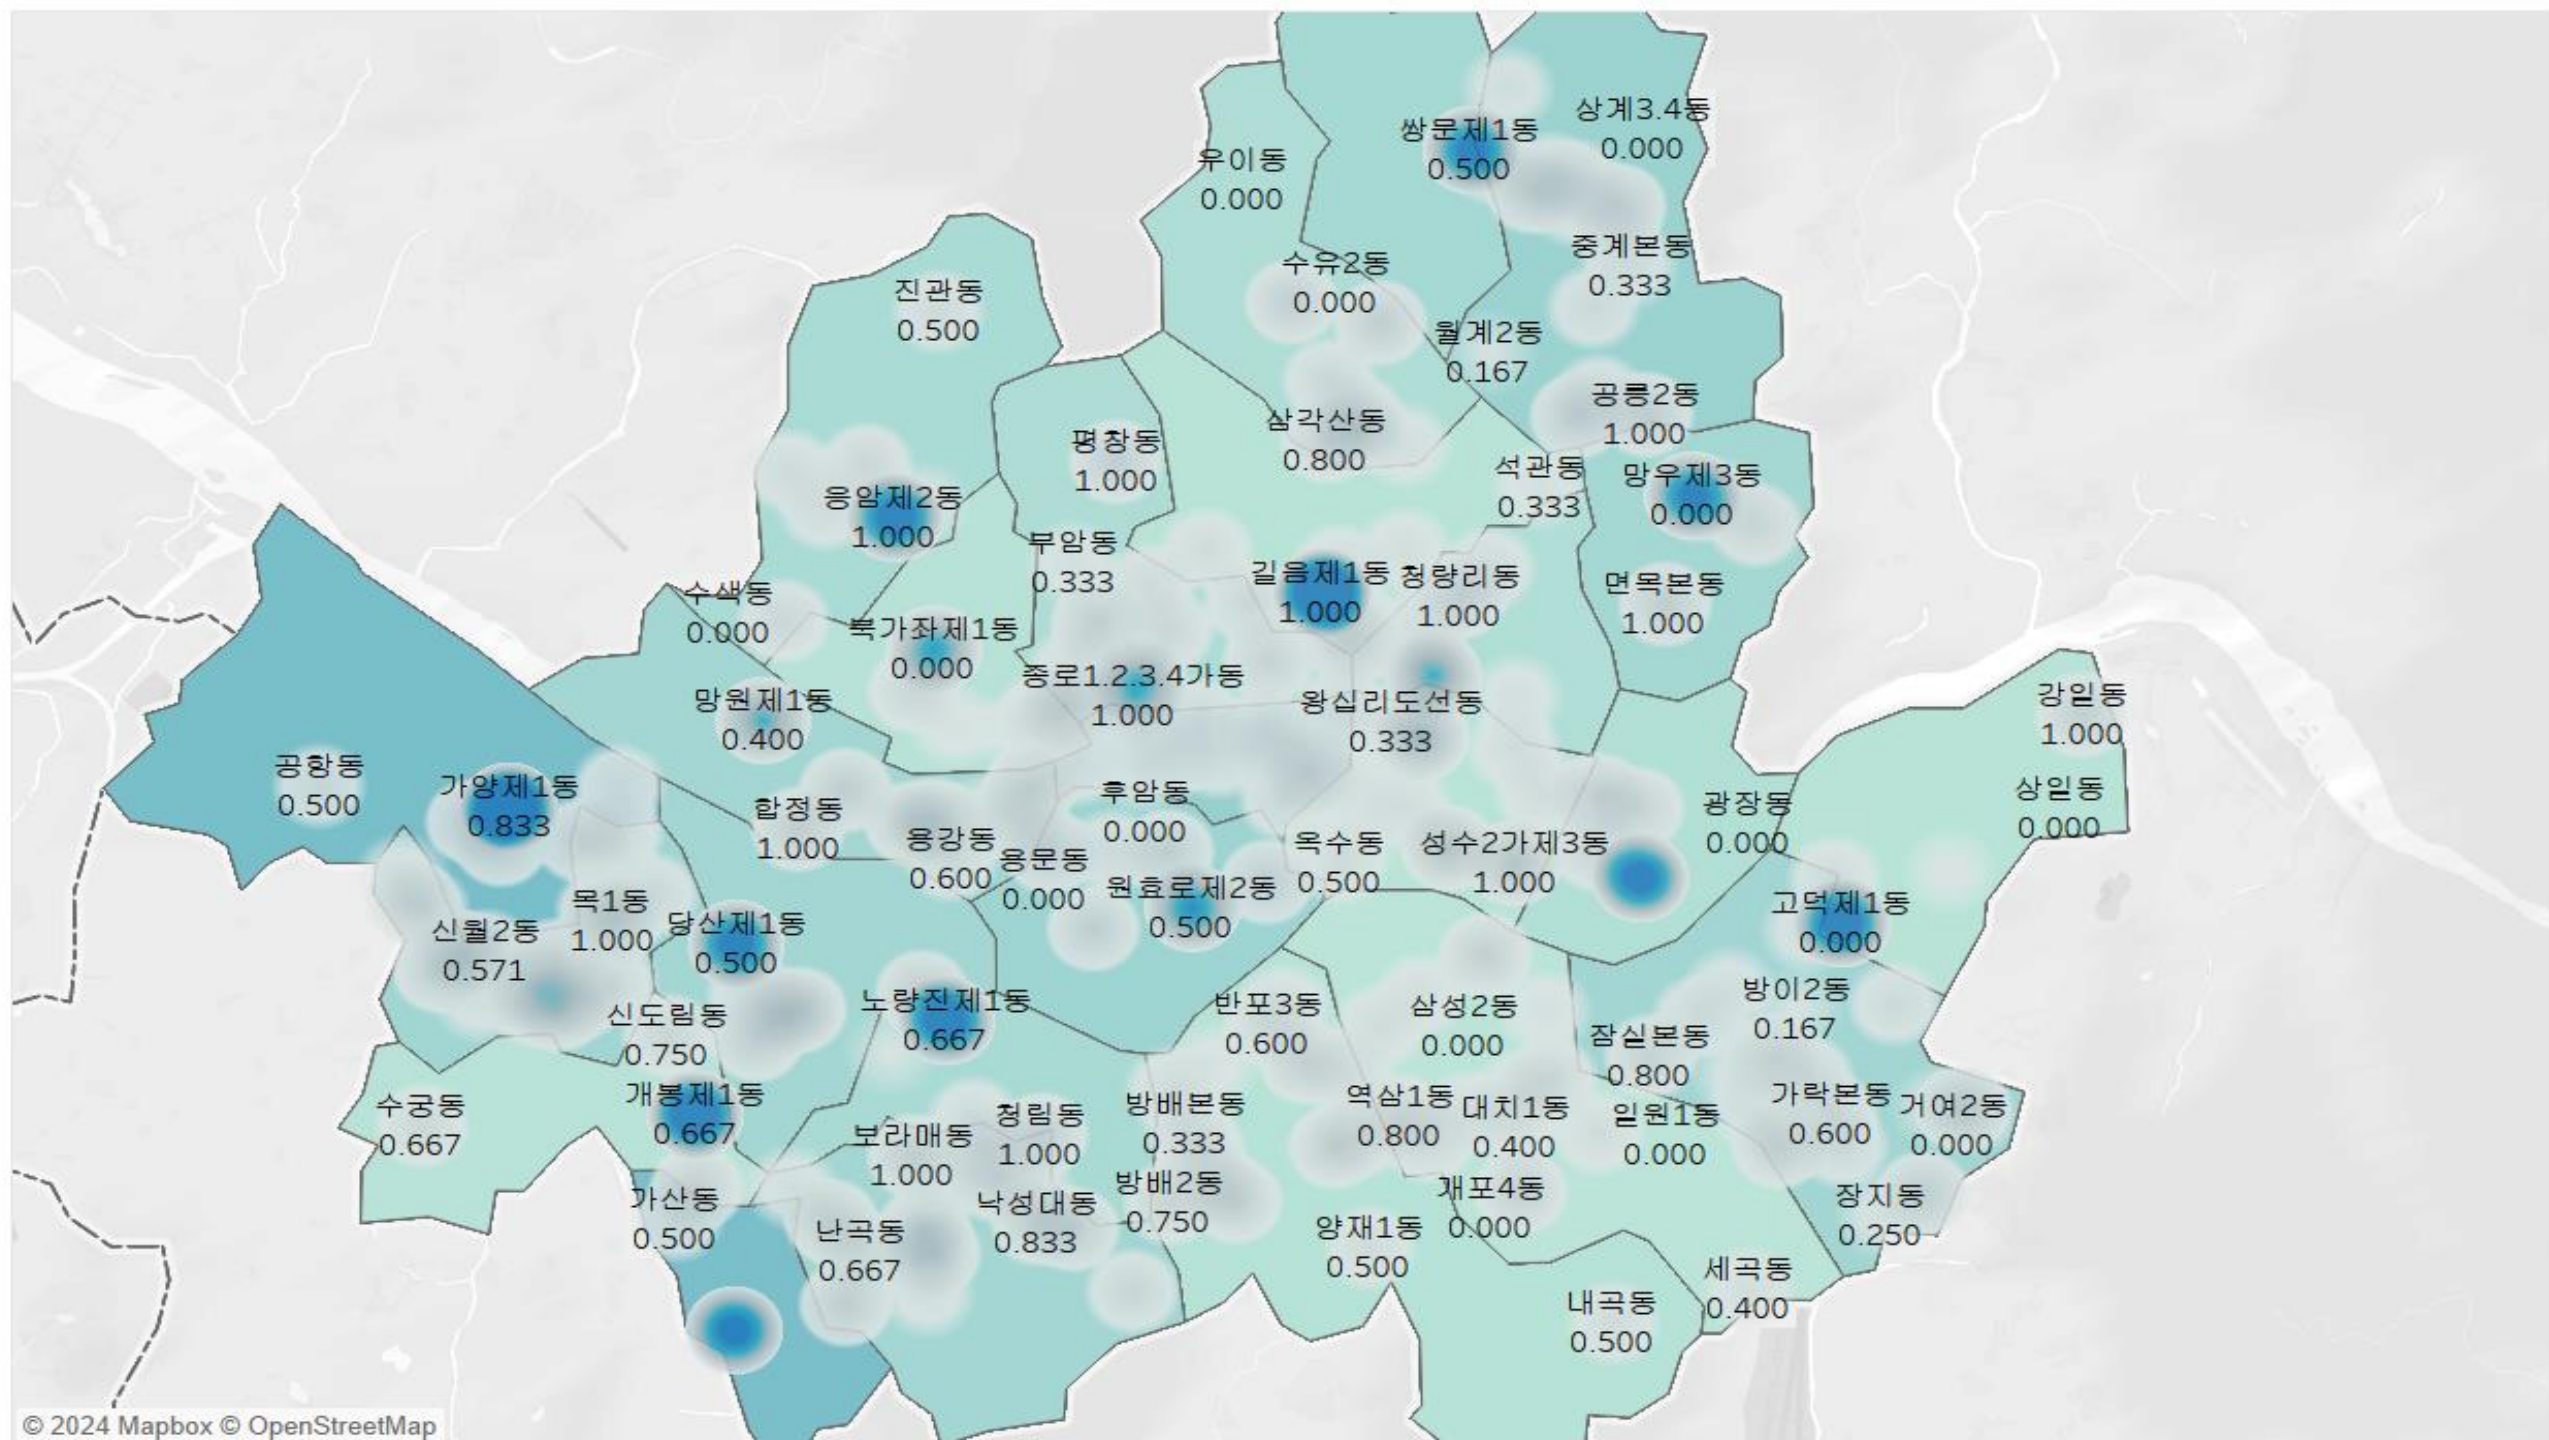 상계3.4동
0.000
쌍문제1동
0.500
우이동
0.000
중계본동
0.333
수유2동
0.000
진관동
0.500
월계2동
0.167
공릉2동
1.000
삼각산동
0.800
평창동
1.000
석관동
0.333
망우제3동
0.000
응암제2동
1.000
부암동
0.333
길음제1동
1.000
청량리동
1.000
면목본동
1.000
수색동
0.000
북가좌제1동
0.000
종로1.2.3.4가동
1.000
망원제1동
0.400
왕십리도선동
0.333
강일동
1.000
공항동
0.500
가양제1동
0.833
합정동
1.000
후암동
0.000
광장동
0.000
상일동
0.000
용강동
0.600
용문동
0.000
원효로제2동
0.500
옥수동
0.500
성수2가제3동
1.000
목1동
1.000
당산제1동
0.500
신월2동
0.571
고덕제1동
0.000
신도림동
0.750
노량진제1동
0.667
반포3동
0.600
삼성2동
0.000
방이2동
0.167
잠실본동
0.800
수궁동
0.667
개봉제1동
0.667
보라매동
1.000
청림동
1.000
방배본동
0.333
역삼1동
0.800
대치1동
0.400
일원1동
0.000
가락본동
0.600
거여2동
0.000
가산동
0.500
난곡동
0.667
낙성대동
0.833
방배2동
0.750
양재1동
0.500
개포4동
0.000
장지동
0.250
세곡동
0.400
내곡동
0.500
© 2024 Mapbox © OpenStreetMap